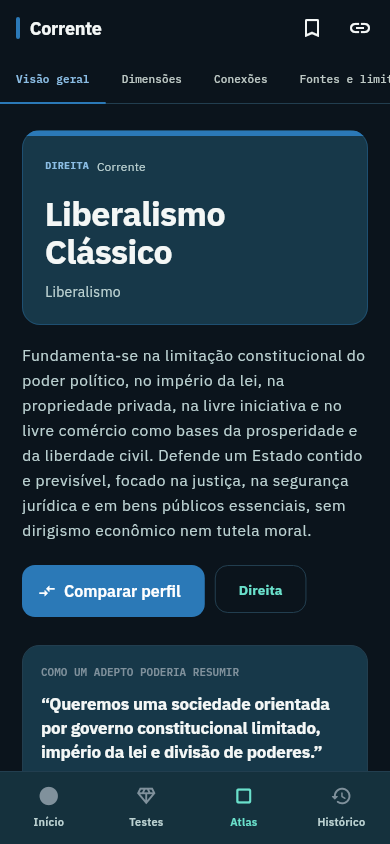 Corrente
Visão geral
Dimensões
Conexões
Fontes e limit
DIREITA Corrente
Liberalismo
Clássico
Liberalismo
Fundamenta-se na limitação constitucional do
poder político, no império da lei, na
propriedade privada, na livre iniciativa e no
livre comércio como bases da prosperidade e
da liberdade civil. Defende um Estado contido
e previsível, focado na justiça, na segurança
jurídica e em bens públicos essenciais, sem
dirigismo econômico nem tutela moral.
Comparar perfil
Direita
COMO UM ADEPTO PODERIA RESUMIR
“Queremos uma sociedade orientada
por governo constitucional limitado,
império da lei e divisão de poderes.”
Início
Testes
Atlas
Histórico